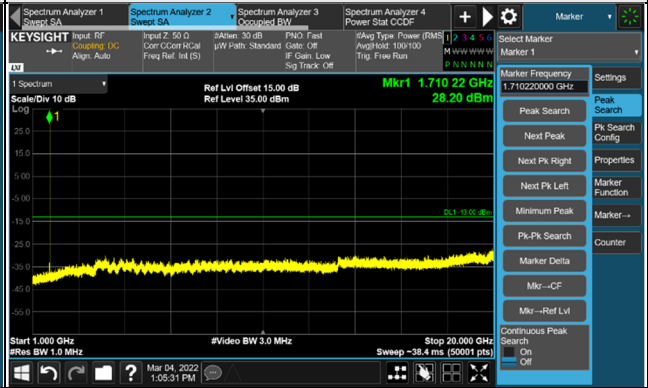 Spectrum Analyzer 1
Swept SA
Spectrum Analyzer 2
Swept SA
Spectrum Analyzer 3
Occupied BW
Spectrum Analyzer 4
Power Stat CCDF
Marker
KEYSIGHT
Input: RF
Coupling: DC
Align: Auto
Input Z: 50 Ω
Corr CCorr RCal
Freq Ref: Int (S)
#Atten: 30 dB
µW Path: Standard
PNO: Fast
Gate: Off
IF Gain: Low
Sig Track: Off
#Avg Type: Power (RMS
Avg|Hold: 100/100
Trig: Free Run
1 2 3 4 5 6
M W W W W W
P N N N N N
LXI
Select Marker
Marker 1
1 Spectrum
Scale/Div 10 dB
Log
Ref Lvl Offset 15.00 dB
Ref Level 35.00 dBm
Mkr1 1.710 22 GHz
28.20 dBm
1
25.0
15.0
5.00
-5.00
-15.0
-25.0
-35.0
-45.0
-55.0
DL1 -13.00 dBm
Start 1.000 GHz
#Res BW 1.0 MHz
#Video BW 3.0 MHz
Stop 20.000 GHz
Sweep ~38.4 ms (50001 pts)
Marker Frequency
1.710220000 GHz
Peak Search
Next Peak
Next Pk Right
Next Pk Left
Minimum Peak
Pk-Pk Search
Marker Delta
Mkr→CF
Mkr→Ref Lvl
Continuous Peak
Search
On
Off
Settings
Peak
Search
Pk Search
Config
Properties
Marker
Function
Marker→
Counter
Mar 04, 2022
1:05:31 PM